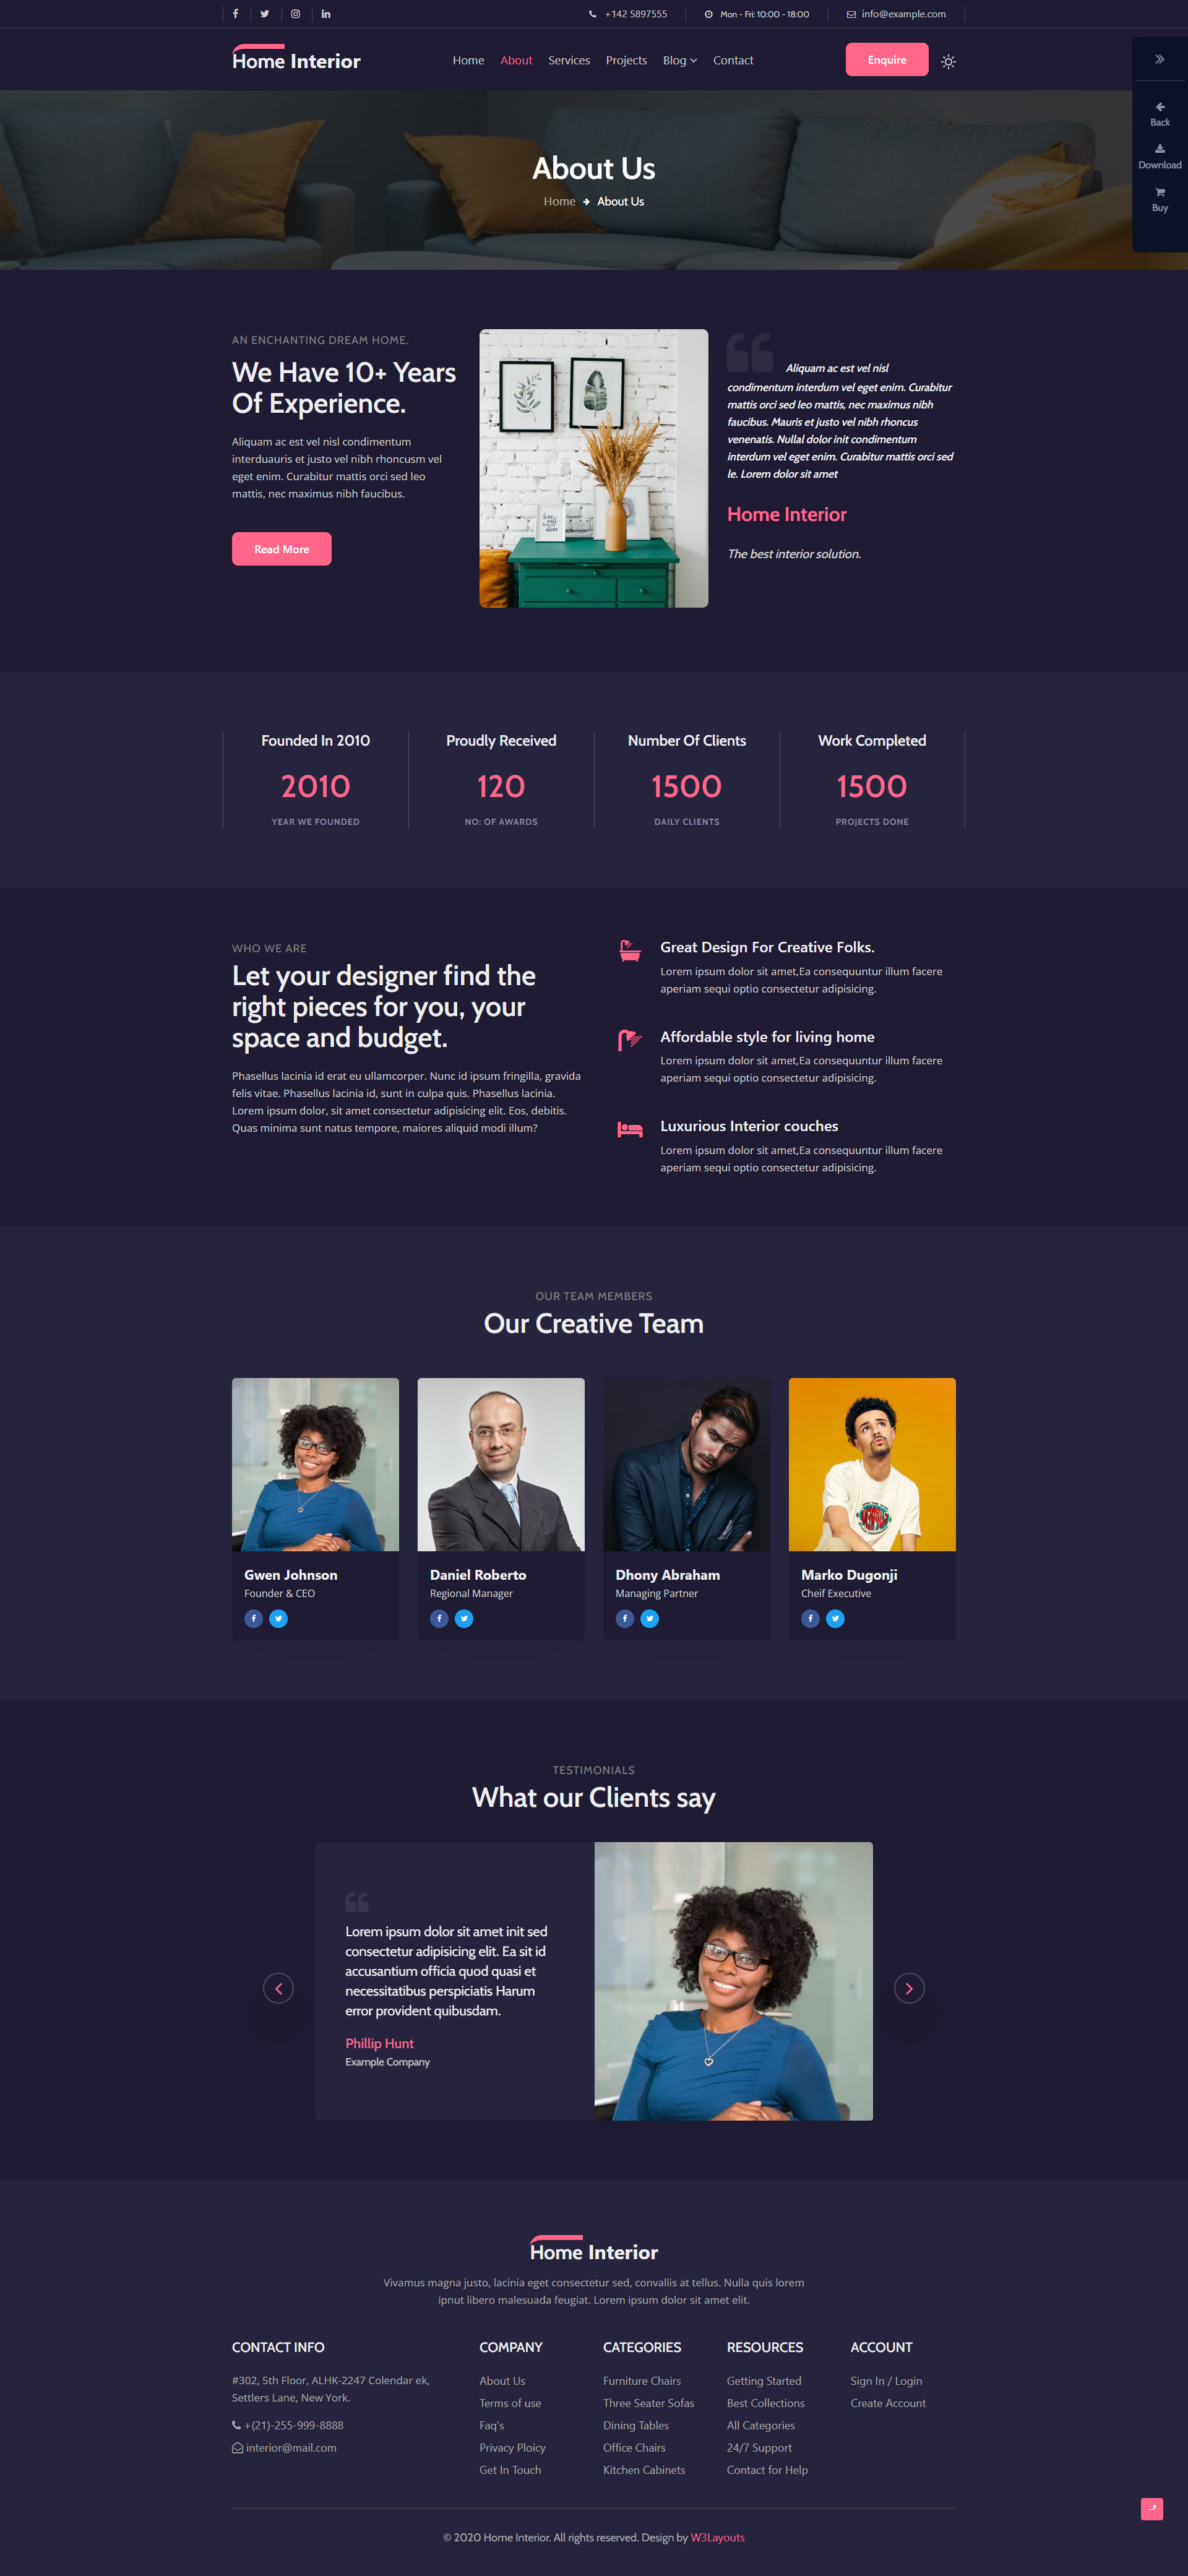 +142 5897555
Mon - Fri: 10:00 - 18:00
info@example.com
Home Interior
Home
About
Services
Projects
Blog
Contact
Enquire
Back
Download
Buy
About Us
Home
About Us
AN ENCHANTING DREAM HOME.
We Have 10+ Years
Of Experience.
Aliquam ac est vel nisl condimentum
interduauris et justo vel nibh rhoncusm vel
eget enim. Curabitur mattis orci sed leo
mattis, nec maximus nibh faucibus.
Read More
Aliquam ac est vel nisl
condimentum interdum vel eget enim. Curabitur
mattis orci sed leo mattis, nec maximus nibh
faucibus. Mauris et justo vel nibh rhoncus
venenatis. Nullal dolor init condimentum
interdum vel eget enim. Curabitur mattis orci sed
le. Lorem dolor sit amet
Home Interior
The best interior solution.
Founded In 2010
2010
YEAR WE FOUNDED
Proudly Received
120
NO: OF AWARDS
Number Of Clients
1500
DAILY CLIENTS
Work Completed
1500
PROJECTS DONE
WHO WE ARE
Let your designer find the
right pieces for you, your
space and budget.
Phasellus lacinia id erat eu ullamcorper. Nunc id ipsum fringilla, gravida
felis vitae. Phasellus lacinia id, sunt in culpa quis. Phasellus lacinia.
Lorem ipsum dolor, sit amet consectetur adipisicing elit. Eos, debitis.
Quas minima sunt natus tempore, maiores aliquid modi illum?
Great Design For Creative Folks.
Lorem ipsum dolor sit amet,Ea consequuntur illum facere
aperiam sequi optio consectetur adipisicing.
Affordable style for living home
Lorem ipsum dolor sit amet,Ea consequuntur illum facere
aperiam sequi optio consectetur adipisicing.
Luxurious Interior couches
Lorem ipsum dolor sit amet,Ea consequuntur illum facere
aperiam sequi optio consectetur adipisicing.
OUR TEAM MEMBERS
Our Creative Team
Gwen Johnson
Founder & CEO
Daniel Roberto
Regional Manager
Dhony Abraham
Managing Partner
Marko Dugonji
Cheif Executive
TESTIMONIALS
What our Clients say
Lorem ipsum dolor sit amet init sed
consectetur adipisicing elit. Ea sit id
accusantium officia quod quasi et
necessitatibus perspiciatis Harum
error provident quibusdam.
Phillip Hunt
Example Company
Home Interior
Vivamus magna justo, lacinia eget consectetur sed, convallis at tellus. Nulla quis lorem
ipnut libero malesuada feugiat. Lorem ipsum dolor sit amet elit.
CONTACT INFO
#302, 5th Floor, ALHK-2247 Colendar ek,
Settlers Lane, New York.
+(21)-255-999-8888
interior@mail.com
COMPANY
About Us
Terms of use
Faq's
Privacy Ploicy
Get In Touch
CATEGORIES
Furniture Chairs
Three Seater Sofas
Dining Tables
Office Chairs
Kitchen Cabinets
RESOURCES
Getting Started
Best Collections
All Categories
24/7 Support
Contact for Help
ACCOUNT
Sign In / Login
Create Account
© 2020 Home Interior. All rights reserved. Design by W3Layouts